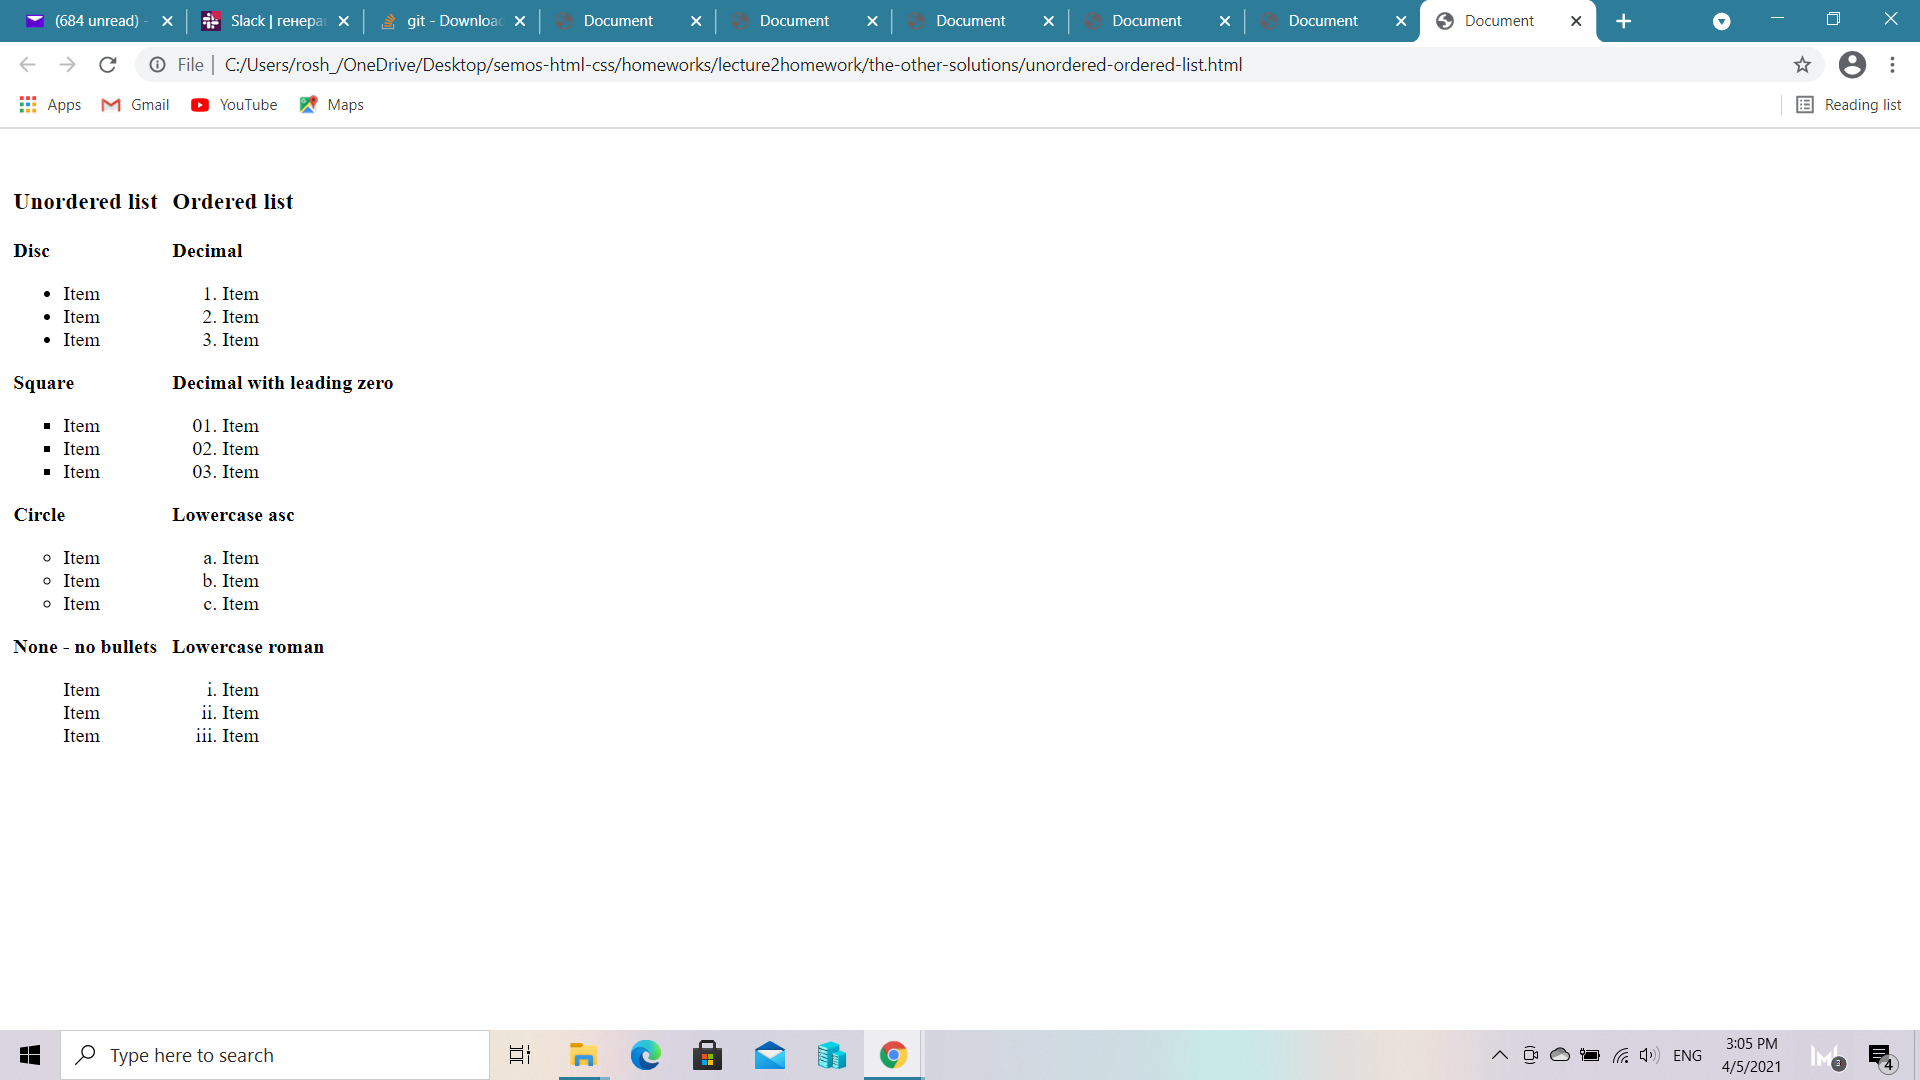 (684 unread) -
Slack | генера
git - Downloa
Document
Document
Document
Document
Document
Document
File | C:/Users/rosh_/OneDrive/Desktop/semos-html-css/homeworks/lecture2homework/the-other-solutions/unordered-ordered-list.html
Apps
Gmail
YouTube
Maps
Reading list
Unordered list
Disc
• Item
• Item
• Item
Square
▪ Item
▪ Item
▪ Item
Circle
◦ Item
◦ Item
◦ Item
None - no bullets
Item
Item
Item
Ordered list
Decimal
1. Item
2. Item
3. Item
Decimal with leading zero
01. Item
02. Item
03. Item
Lowercase asc
a. Item
b. Item
c. Item
Lowercase roman
i. Item
ii. Item
iii. Item
Type here to search
ENG
3:05 PM
4/5/2021
3
4